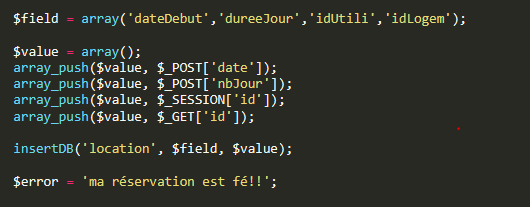 $field = array('dateDebut','dureeJour','idUtili','idLogem');
$value = array();
array_push($value, $_POST['date']);
array_push($value, $_POST['nbJour']);
array_push($value, $_SESSION['id']);
array_push($value, $_GET['id']);
insertDB('location', $field, $value);
$error = 'ma réservation est fé!!';